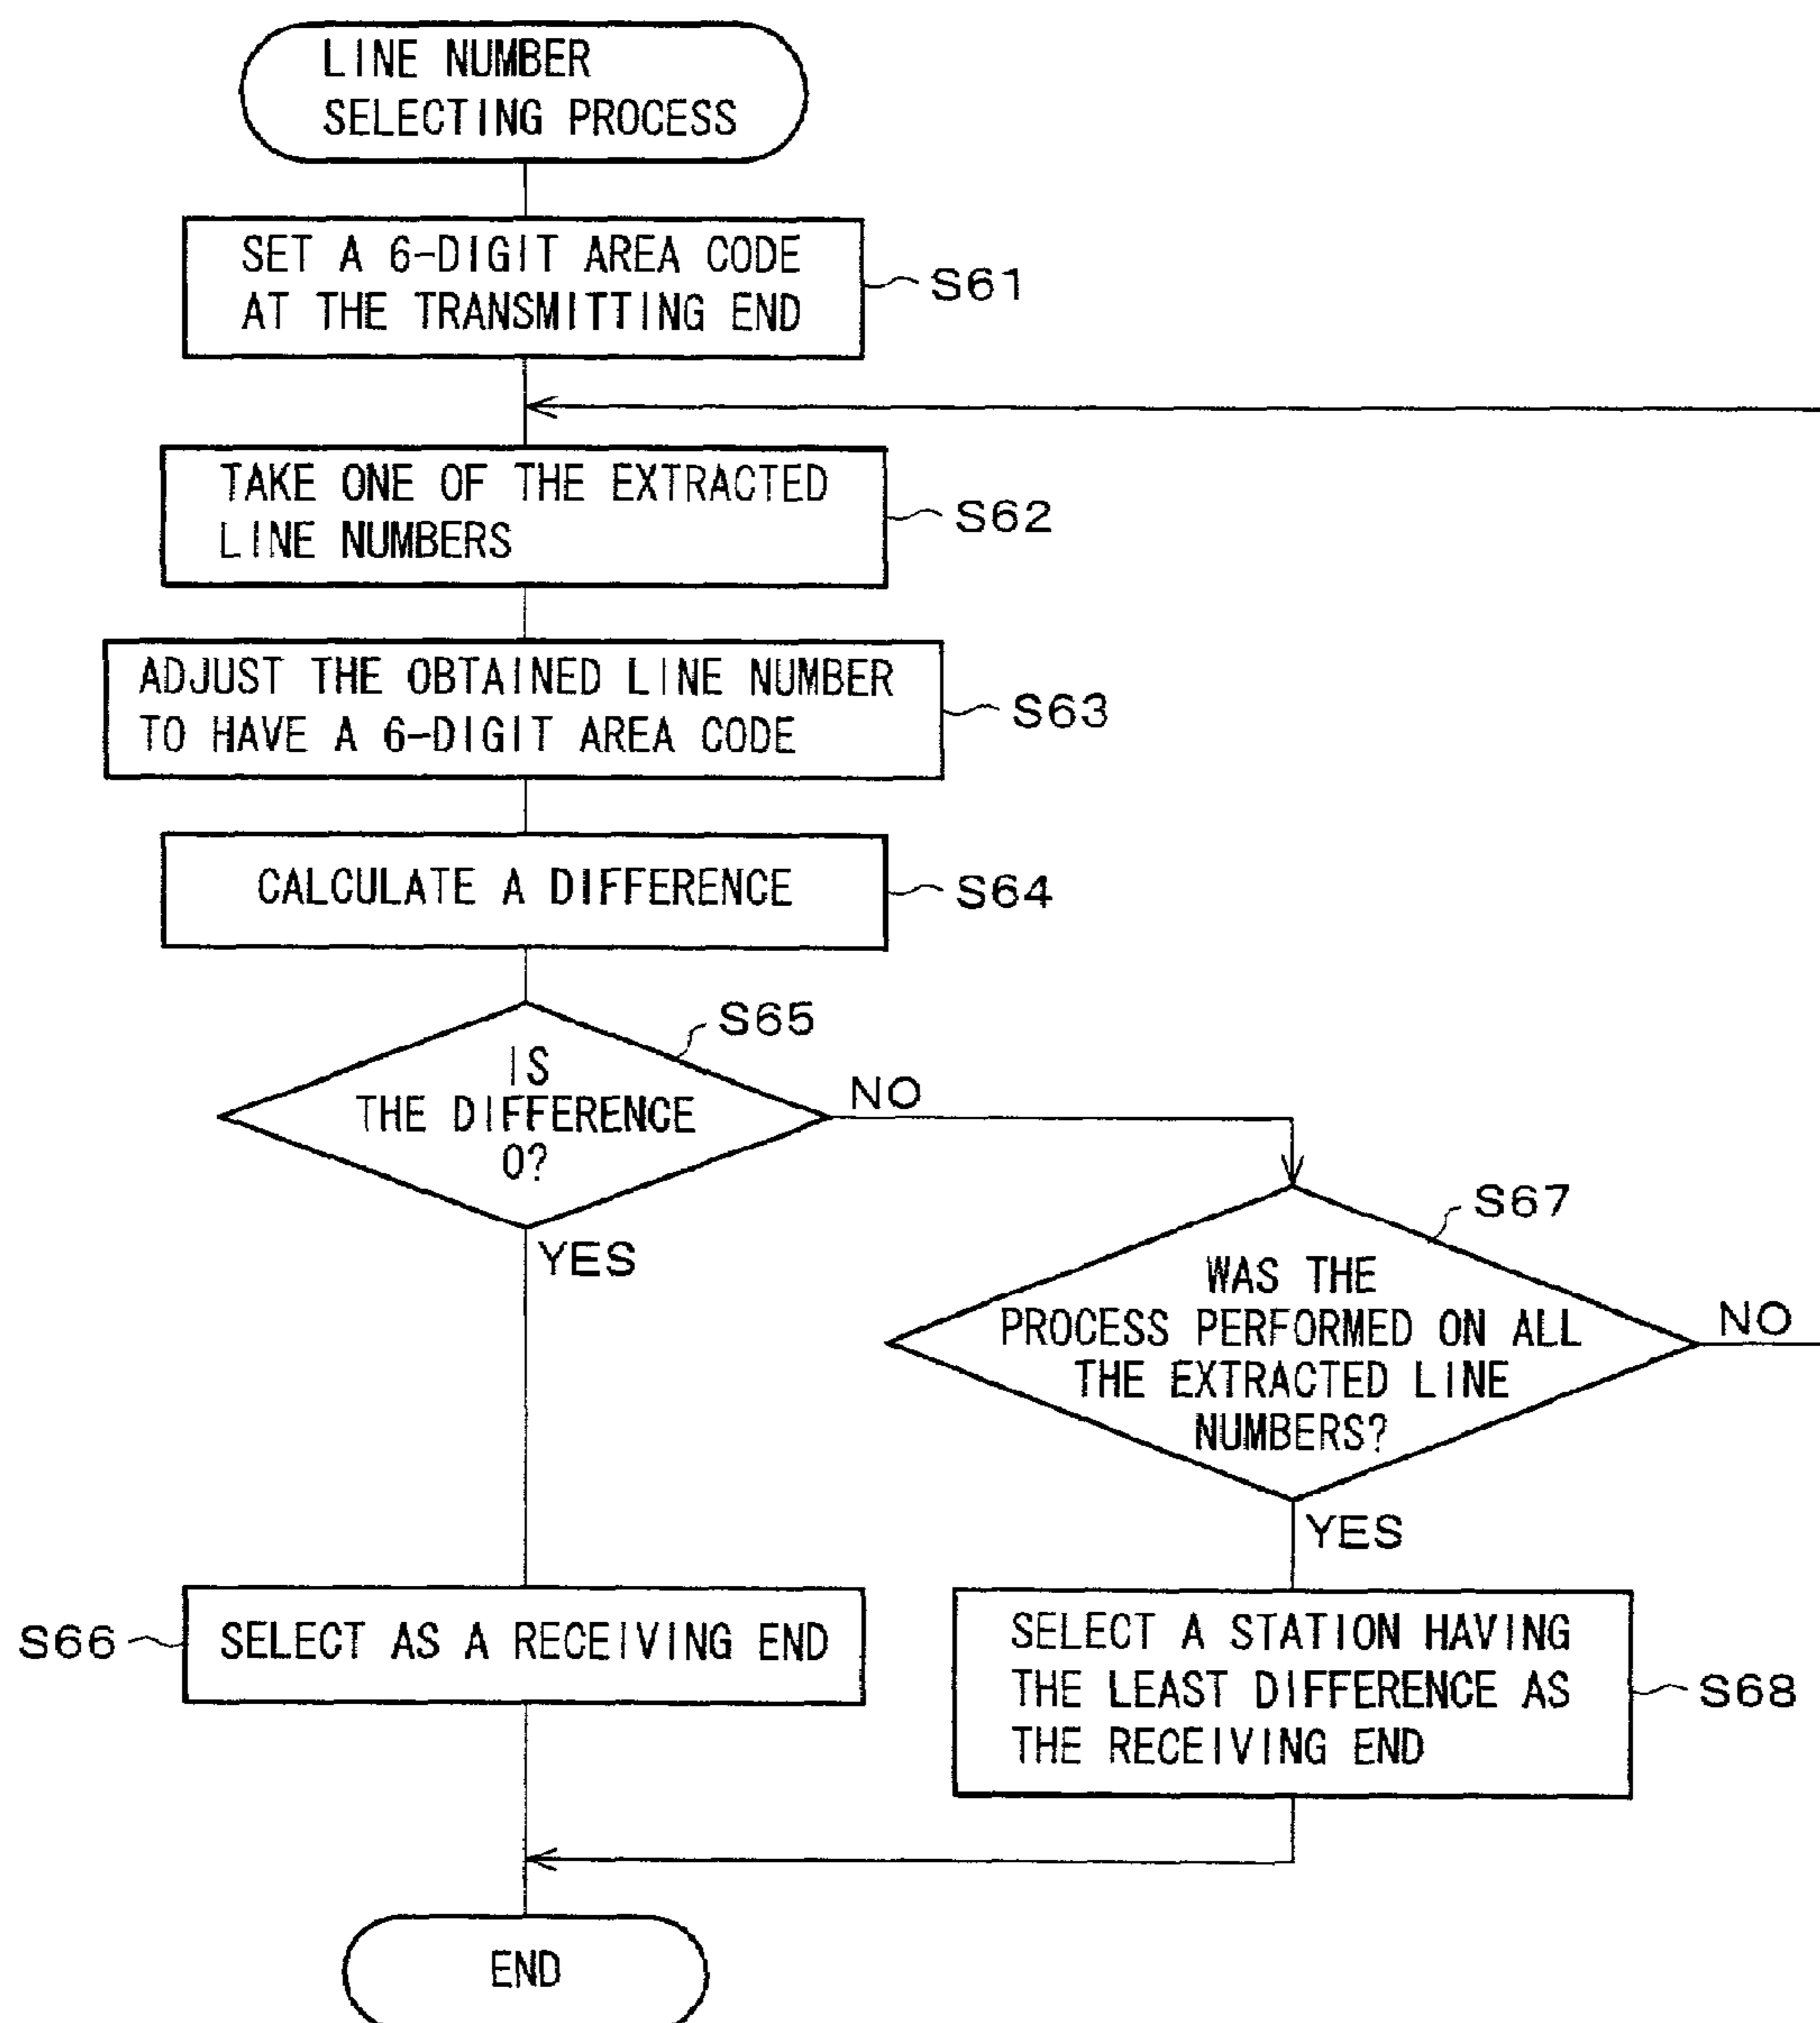 LINE NUMBER
SELECTING PROCESS
SET A 6-DIGIT AREA CODE
AT THE TRANSMITTING END
S61
TAKE ONE OF THE EXTRACTED
LINE NUMBERS
S62
ADJUST THE OBTAINED LINE NUMBER
TO HAVE A 6-DIGIT AREA CODE
S63
CALCULATE A DIFFERENCE
S64
S65
IS
THE DIFFERENCE
0?
NO
YES
S67
WAS THE
PROCESS PERFORMED ON ALL
THE EXTRACTED LINE
NUMBERS?
NO
YES
S66
SELECT AS A RECEIVING END
SELECT A STATION HAVING
THE LEAST DIFFERENCE AS
THE RECEIVING END
S68
END